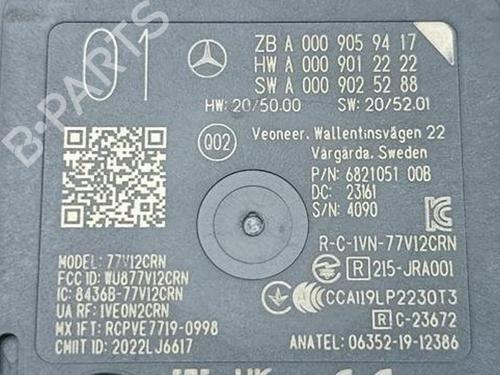 01
ZB A 000 905 94 17
HW A 000 901 22 22
SW A 000 902 52 88
HW: 20/50.00 SW: 20/52.01
Q02
Veoneer. Wallentinsvägen 22
Vårgårda. Sweden
P/N: 6821051 00B
DC: 23161
S/N: 4090
R-C-1VN-77V12CRN
R 215-JRA001
CCAI19LP2230T3
R C-23672
ANATEL: 06352-19-12386
MODEL: 77V12CRN
FCC ID: WU877V12CRN
IC: 8436B-77V12CRN
UA RF: 1VEON2CRN
MX IFT: RCPVE7719-0998
CMIIT ID: 2022LJ6617
B-PARTS